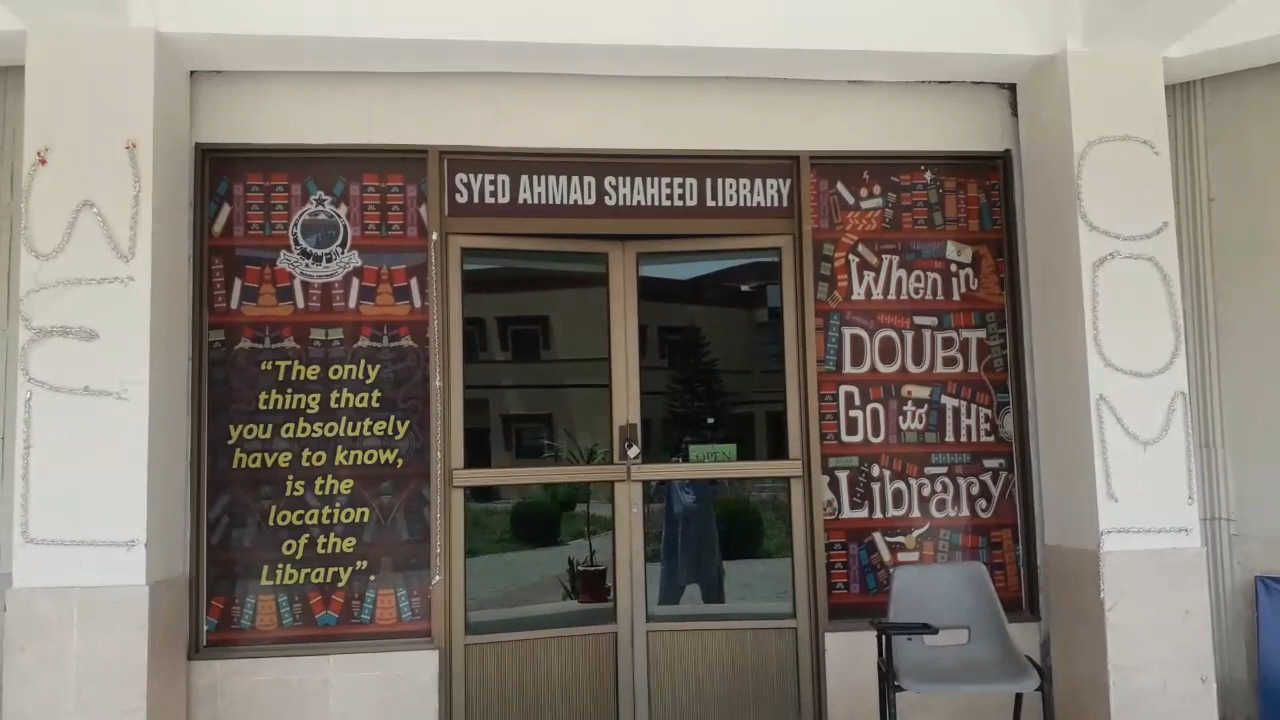 WEL
SYED AHMAD SHAHEED LIBRARY
“The only
thing that
you absolutely
have to know,
is the
location
of the
Library”.
OPEN
When in
DOUBT
Go to THE
Library
COM